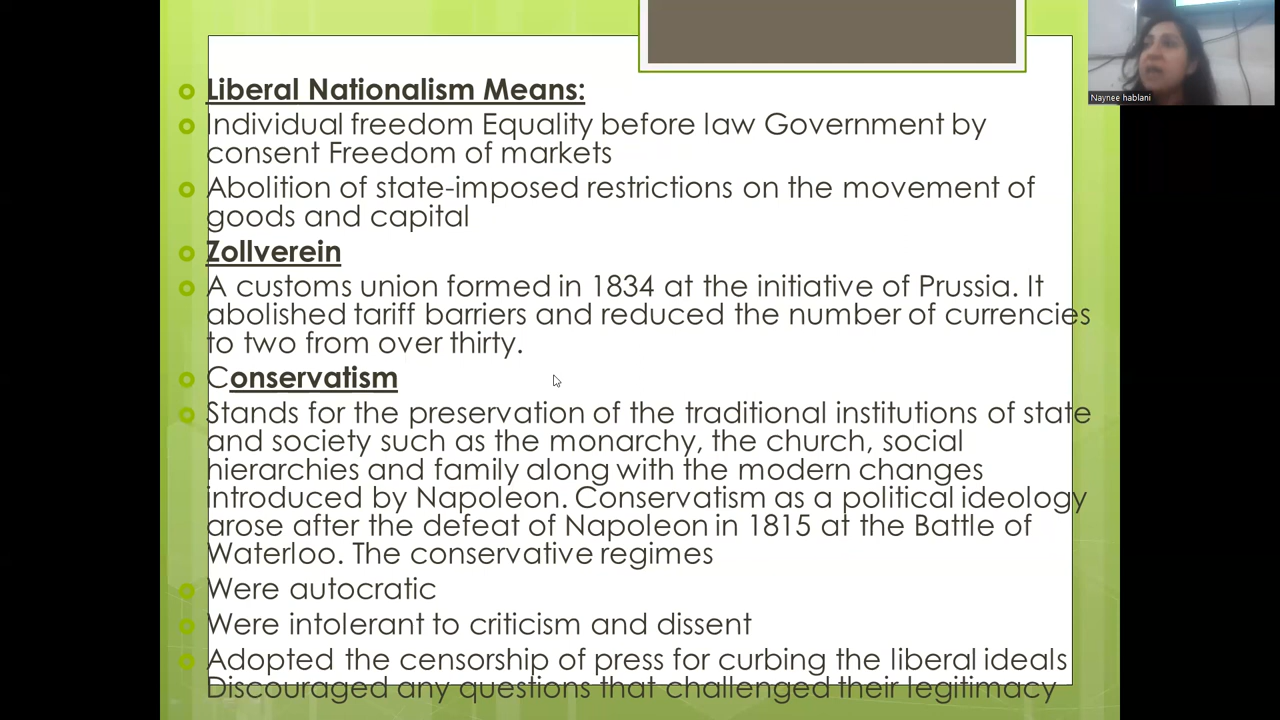 Liberal Nationalism Means:
Individual freedom Equality before law Government by
consent Freedom of markets
Abolition of state-imposed restrictions on the movement of
goods and capital
Zollverein
A customs union formed in 1834 at the initiative of Prussia. It
abolished tariff barriers and reduced the number of currencies
to two from over thirty.
Conservatism
Stands for the preservation of the traditional institutions of state
and society such as the monarchy, the church, social
hierarchies and family along with the modern changes
introduced by Napoleon. Conservatism as a political ideology
arose after the defeat of Napoleon in 1815 at the Battle of
Waterloo. The conservative regimes
Were autocratic
Were intolerant to criticism and dissent
Adopted the censorship of press for curbing the liberal ideals
Discouraged any questions that challenged their legitimacy
Naynee hablani